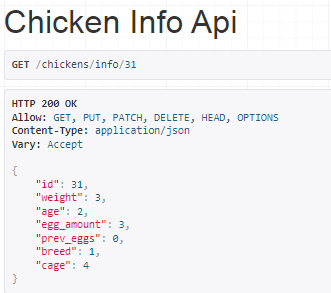 Chicken Info Api
GET /chickens/info/31
HTTP 200 OK
Allow: GET, PUT, PATCH, DELETE, HEAD, OPTIONS
Content-Type: application/json
Vary: Accept
{
"id": 31,
"weight": 3,
"age": 2,
"egg_amount": 3,
"prev_eggs": 0,
"breed": 1,
"cage": 4
}